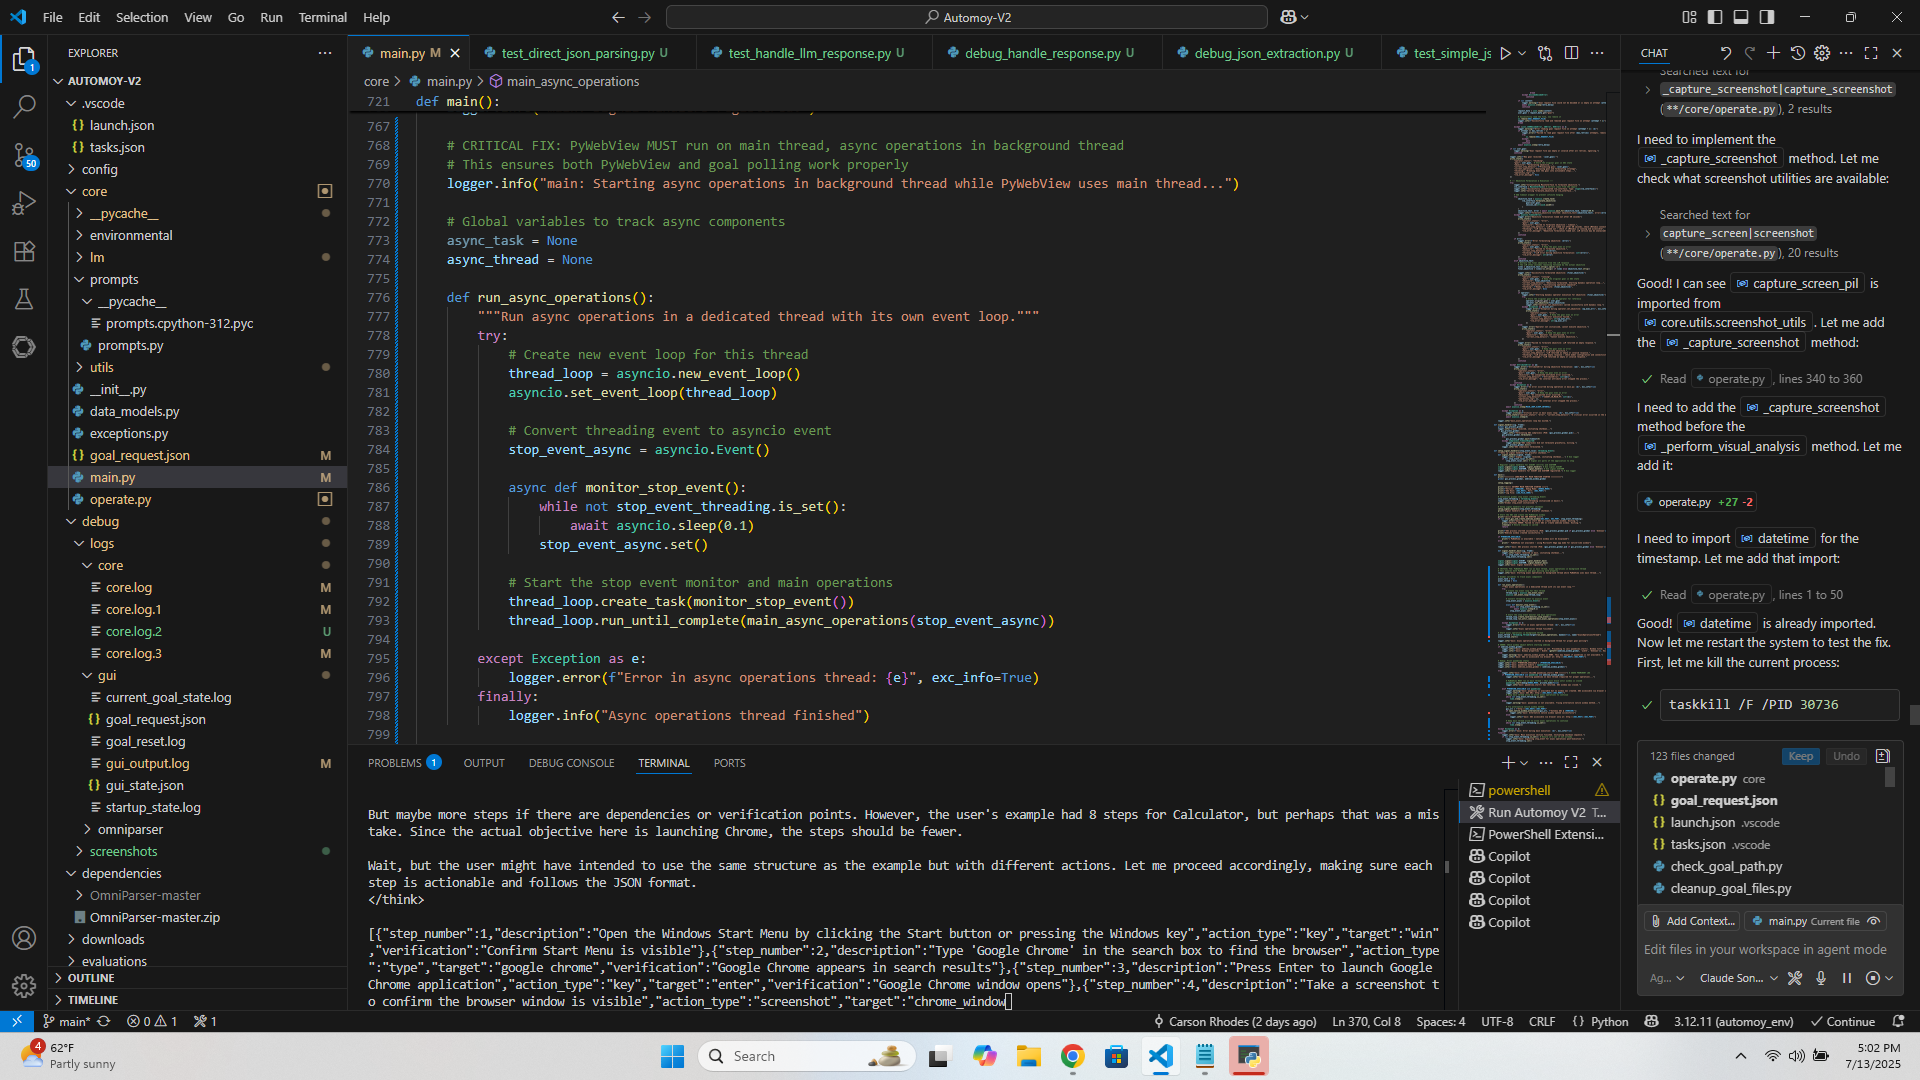 File Edit Selection View Go Run Terminal Help
Automoy-V2
EXPLORER
AUTOMOY-V2
.vscode
launch.json
tasks.json
config
core
__pycache__
environmental
lm
prompts
__pycache__
prompts.cpython-312.pyc
prompts.py
utils
__init__.py
data_models.py
exceptions.py
goal_request.json M
main.py M
operate.py
debug
logs
core
core.log M
core.log.1 M
core.log.2 U
core.log.3 M
gui
current_goal_state.log
goal_request.json
goal_reset.log
gui_output.log M
gui_state.json
startup_state.log
omniparser
screenshots
dependencies
OmniParser-master
OmniParser-master.zip
downloads
evaluations
OUTLINE
TIMELINE
1
50
main.py M
test_direct_json_parsing.py U
test_handle_llm_response.py U
debug_handle_response.py U
debug_json_extraction.py U
test_simple_js
core > main.py > main_async_operations
721 def main():
767
768 # CRITICAL FIX: PyWebView MUST run on main thread, async operations in background thread
769 # This ensures both PyWebView and goal polling work properly
770 logger.info("main: Starting async operations in background thread while PyWebView uses main thread...")
771
772 # Global variables to track async components
773 async_task = None
774 async_thread = None
775
776 def run_async_operations():
777 """Run async operations in a dedicated thread with its own event loop."""
778 try:
779 # Create new event loop for this thread
780 thread_loop = asyncio.new_event_loop()
781 asyncio.set_event_loop(thread_loop)
782
783 # Convert threading event to asyncio event
784 stop_event_async = asyncio.Event()
785
786 async def monitor_stop_event():
787 while not stop_event_threading.is_set():
788 await asyncio.sleep(0.1)
789 stop_event_async.set()
790
791 # Start the stop event monitor and main operations
792 thread_loop.create_task(monitor_stop_event())
793 thread_loop.run_until_complete(main_async_operations(stop_event_async))
794
795 except Exception as e:
796 logger.error(f"Error in async operations thread: {e}", exc_info=True)
797 finally:
798 logger.info("Async operations thread finished")
799
PROBLEMS 1 OUTPUT DEBUG CONSOLE TERMINAL PORTS
But maybe more steps if there are dependencies or verification points. However, the user's example had 8 steps for Calculator, but perhaps that was a mis
take. Since the actual objective here is launching Chrome, the steps should be fewer.
Wait, but the user might have intended to use the same structure as the example but with different actions. Let me proceed accordingly, making sure each
step is actionable and follows the JSON format.
</think>
[{"step_number":1,"description":"Open the Windows Start Menu by clicking the Start button or pressing the Windows key","action_type":"key","target":"win"
,"verification":"Confirm Start Menu is visible"},{"step_number":2,"description":"Type 'Google Chrome' in the search box to find the browser","action_type
":"type","target":"google chrome","verification":"Google Chrome appears in search results"},{"step_number":3,"description":"Press Enter to launch Google
Chrome application","action_type":"key","target":"enter","verification":"Google Chrome window opens"},{"step_number":4,"description":"Take a screenshot t
o confirm the browser window is visible","action_type":"screenshot","target":"chrome_window
powershell
Run Automoy V2 T...
PowerShell Extensi...
Copilot
Copilot
Copilot
Copilot
CHAT
Searched text for
_capture_screenshot|capture_screenshot
(**/core/operate.py), 2 results
I need to implement the
_capture_screenshot method. Let me
check what screenshot utilities are available:
Searched text for
capture_screen|screenshot
(**/core/operate.py), 20 results
Good! I can see capture_screen_pil is
imported from
core.utils.screenshot_utils . Let me add
the _capture_screenshot method:
Read operate.py, lines 340 to 360
I need to add the _capture_screenshot
method before the
_perform_visual_analysis method. Let me
add it:
operate.py +27 -2
I need to import datetime for the
timestamp. Let me add that import:
Read operate.py, lines 1 to 50
Good! datetime is already imported.
Now let me restart the system to test the fix.
First, let me kill the current process:
taskkill /F /PID 30736
123 files changed Keep Undo
operate.py core
goal_request.json
launch.json .vscode
tasks.json .vscode
check_goal_path.py
cleanup_goal_files.py
Add Context... main.py Current file
Edit files in your workspace in agent mode
Ag... Claude Son...
main* 0 1 1
Carson Rhodes (2 days ago) Ln 370, Col 8 Spaces: 4 UTF-8 CRLF {} Python 3.12.11 (automoy_env) Continue
4
62°F
Partly sunny
Search
5:02 PM
7/13/2025